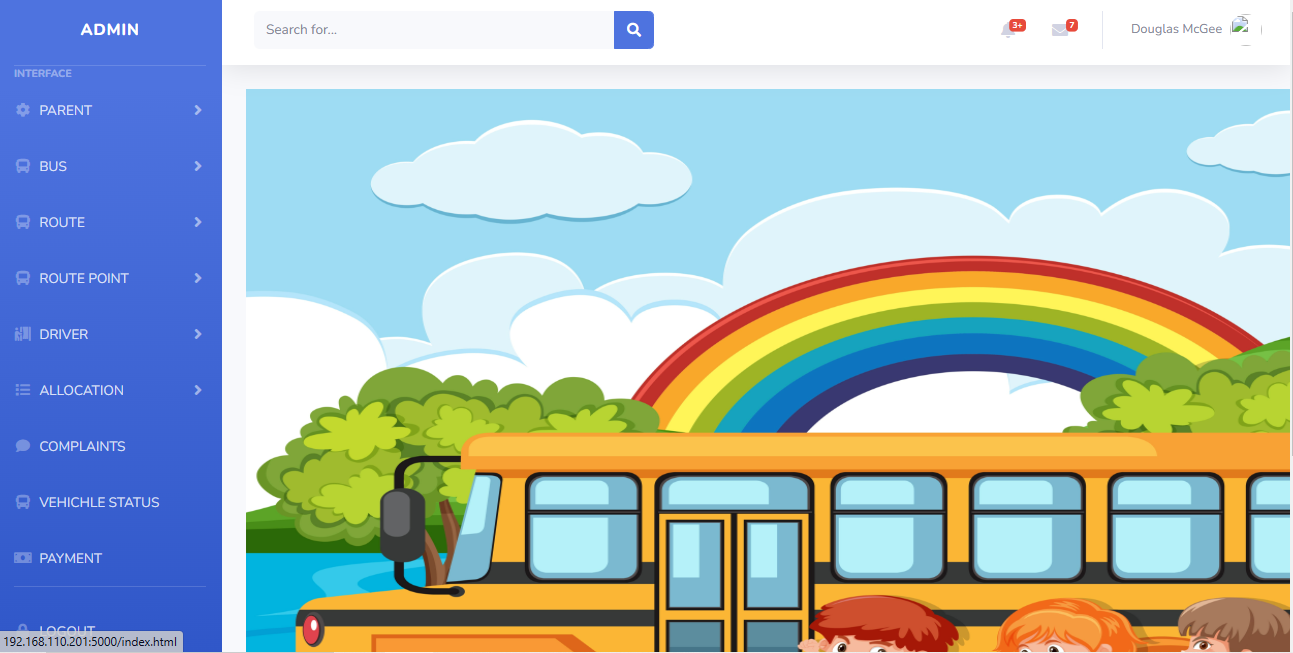 ADMIN
Search for...
3+
7
Douglas McGee
INTERFACE
PARENT
BUS
ROUTE
ROUTE POINT
DRIVER
ALLOCATION
COMPLAINTS
VEHICHLE STATUS
PAYMENT
LOGOUT
192.168.110.201:5000/index.html